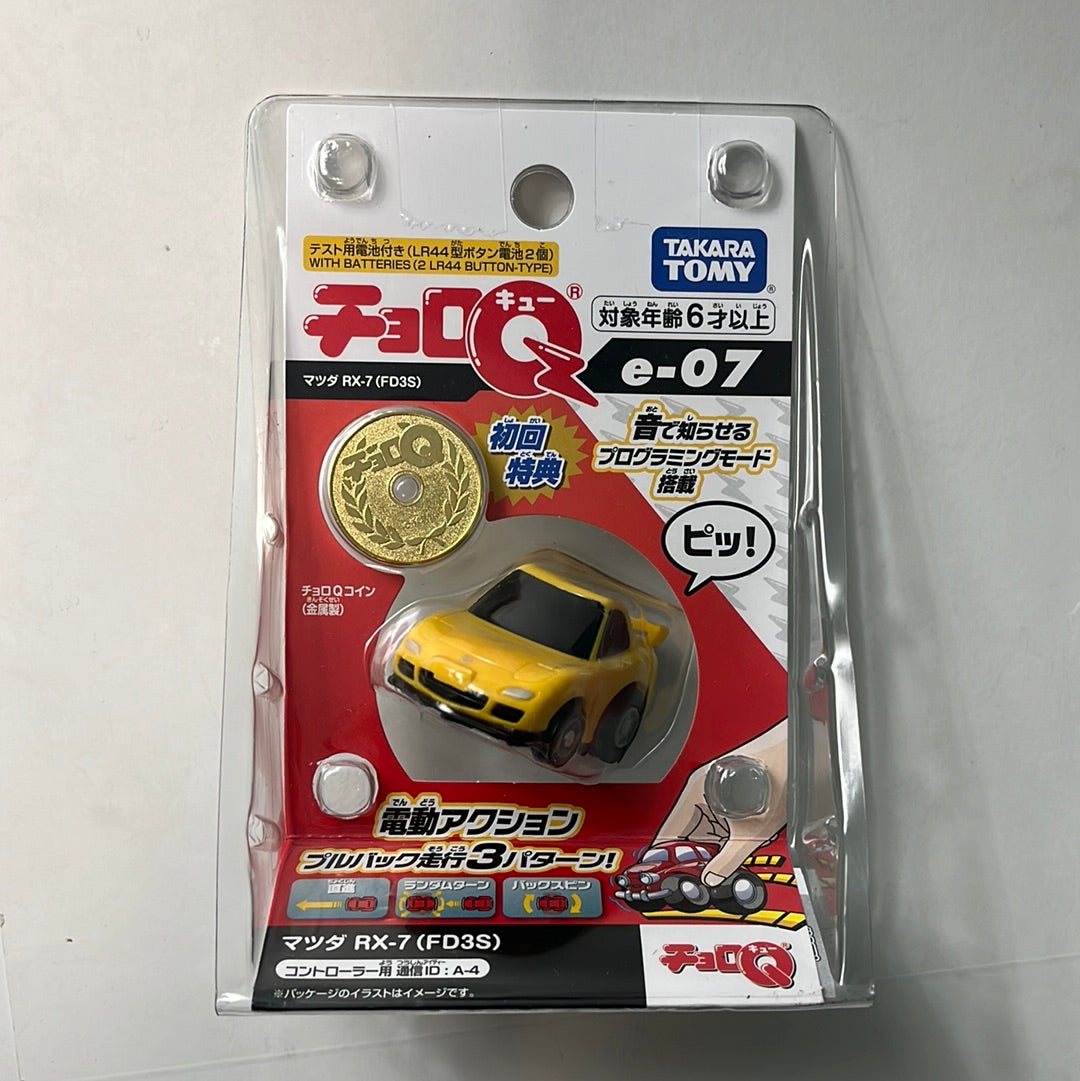 テスト用電池付き(LR44型ボタン電池2個)
WITH BATTERIES (2 LR44 BUTTON-TYPE)
TAKARA
TOMY
®
チョロQ
キュー
®
対象年齢6才以上
e-07
マツダ RX-7 (FD3S)
チョロQ
初回
特典
音で知らせる
プログラミングモード
搭載
ピッ!
チョロQコイン
(金属製)
電動アクション
プルバック走行3パターン!
直進
ランダムターン
バックスピン
マツダ RX-7 (FD3S)
コントローラー用 通信ID:A-4
※パッケージのイラストはイメージです。
チョロQ
キュー